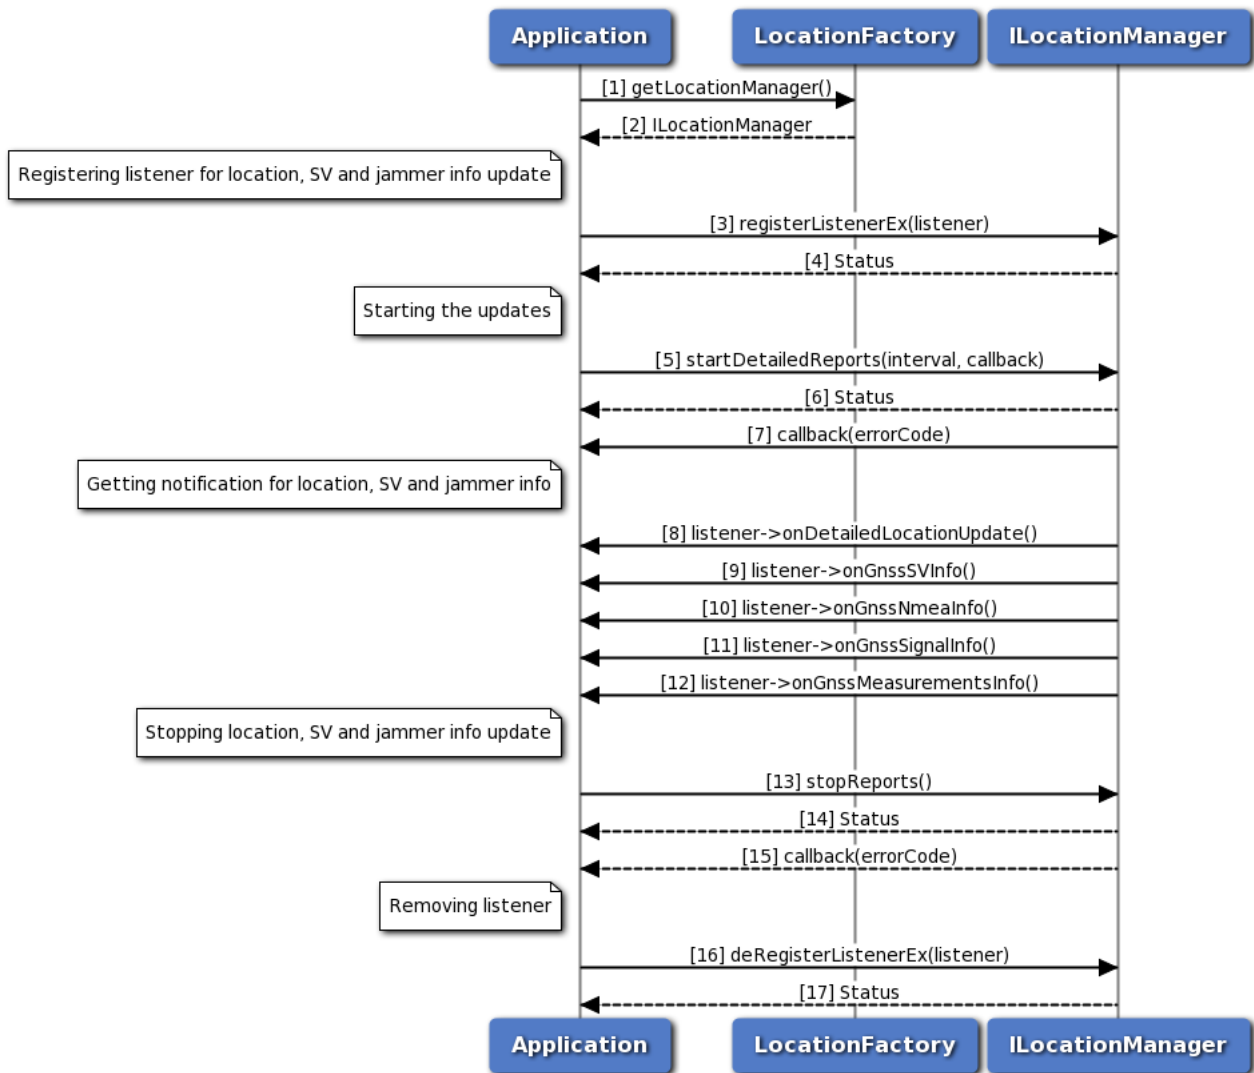 Application
LocationFactory
ILocationManager
[1] getLocationManager()
[2] ILocationManager
Registering listener for location, SV and jammer info update
[3] registerListenerEx(listener)
[4] Status
Starting the updates
[5] startDetailedReports(interval, callback)
[6] Status
[7] callback(errorCode)
Getting notification for location, SV and jammer info
[8] listener->onDetailedLocationUpdate()
[9] listener->onGnssSVInfo()
[10] listener->onGnssNmeaInfo()
[11] listener->onGnssSignalInfo()
[12] listener->onGnssMeasurementsInfo()
Stopping location, SV and jammer info update
[13] stopReports()
[14] Status
[15] callback(errorCode)
Removing listener
[16] deRegisterListenerEx(listener)
[17] Status
Application
LocationFactory
ILocationManager